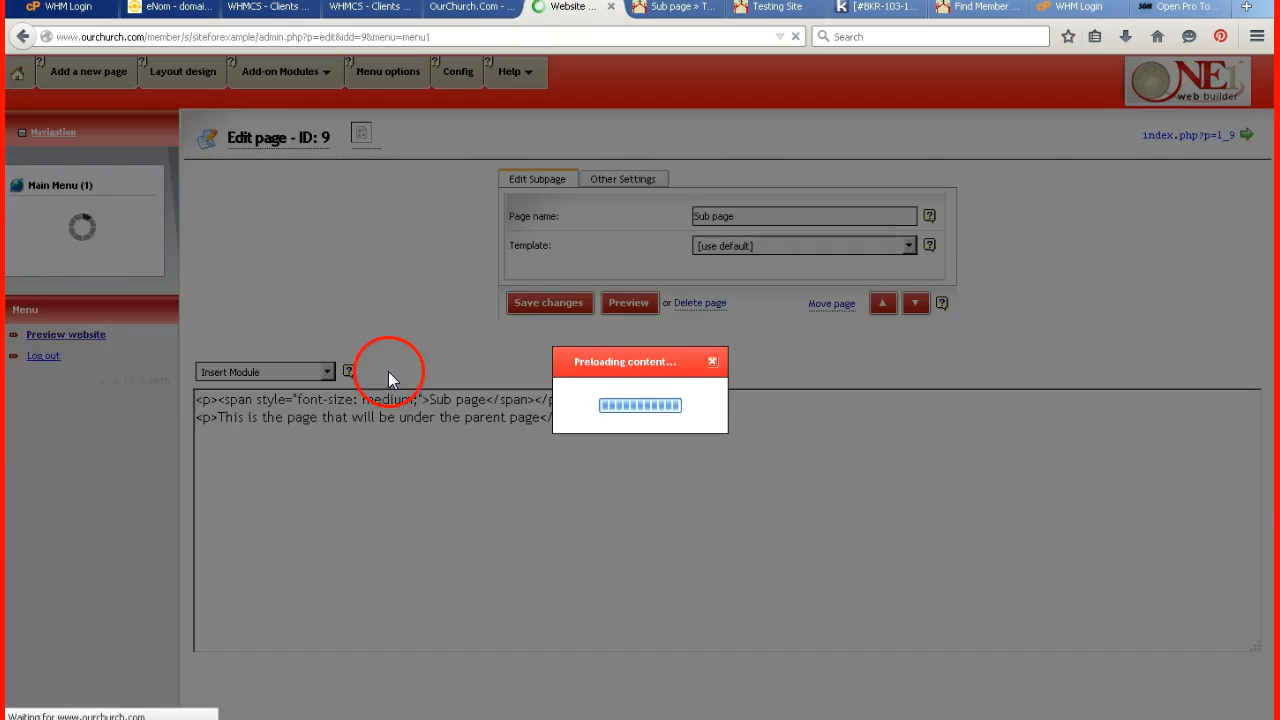 WHM Login
eNom - domai...
WHMCS - Clients ...
WHMCS - Clients ...
OurChurch.Com - ...
Website ...
Sub page » T...
Testing Site
[#BKR-103-1...
Find Member ...
WHM Login
Open Pro To...
www.ourchurch.com/member/s/siteforexample/admin.php?p=edit&idd=9&menu=menu1
Search
Add a new page
Layout design
Add-on Modules
Menu options
Config
Help
ONE1
web builder
Navigation
Edit page - ID: 9
index.php?p=1_9
Main Menu (1)
Edit Subpage
Other Settings
Page name:
Sub page
Template:
[use default]
Save changes
Preview
or Delete page
Move page
Menu
Preview website
Log out
Preloading content...
Insert Module
<p><span style="font-size: medium;">Sub page</span></p
<p>This is the page that will be under the parent page</
Waiting for www.ourchurch.com